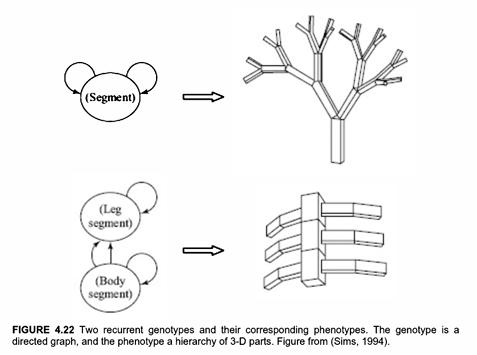 (Segment)
(Leg
segment)
(Body
segment)
FIGURE 4.22 Two recurrent genotypes and their corresponding phenotypes. The genotype is a
directed graph, and the phenotype a hierarchy of 3-D parts. Figure from (Sims, 1994).